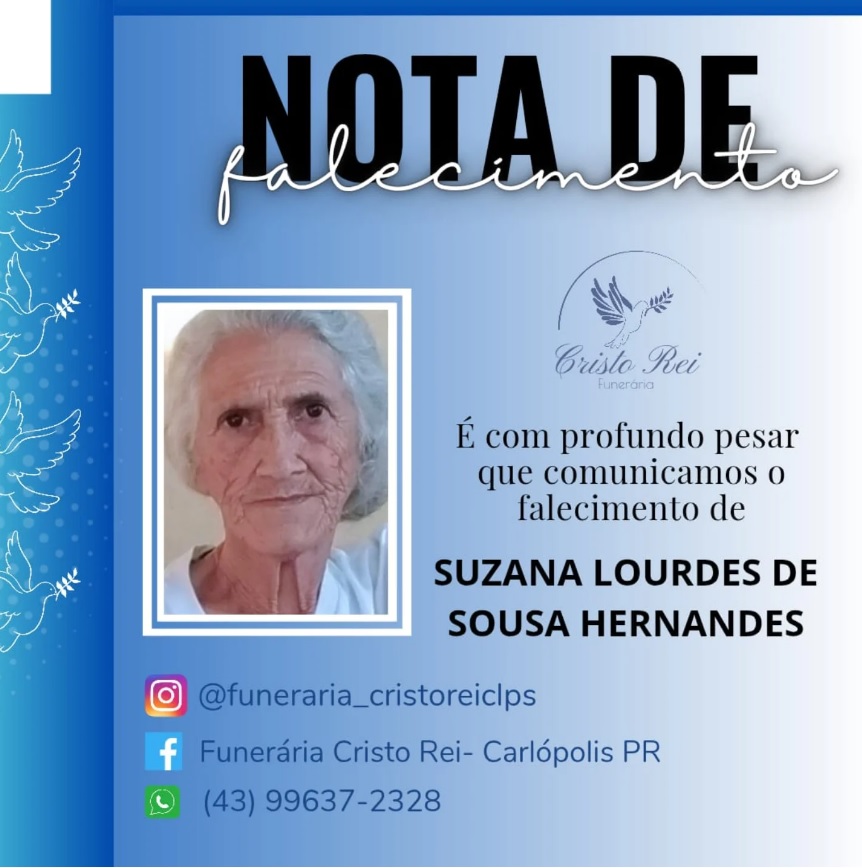 NOTA DE
falecimento
Cristo Rei
Funerária
É com profundo pesar
que comunicamos o
falecimento de
SUZANA LOURDES DE
SOUSA HERNANDES
@funeraria_cristoreiclps
Funerária Cristo Rei- Carlópolis PR
(43) 99637-2328